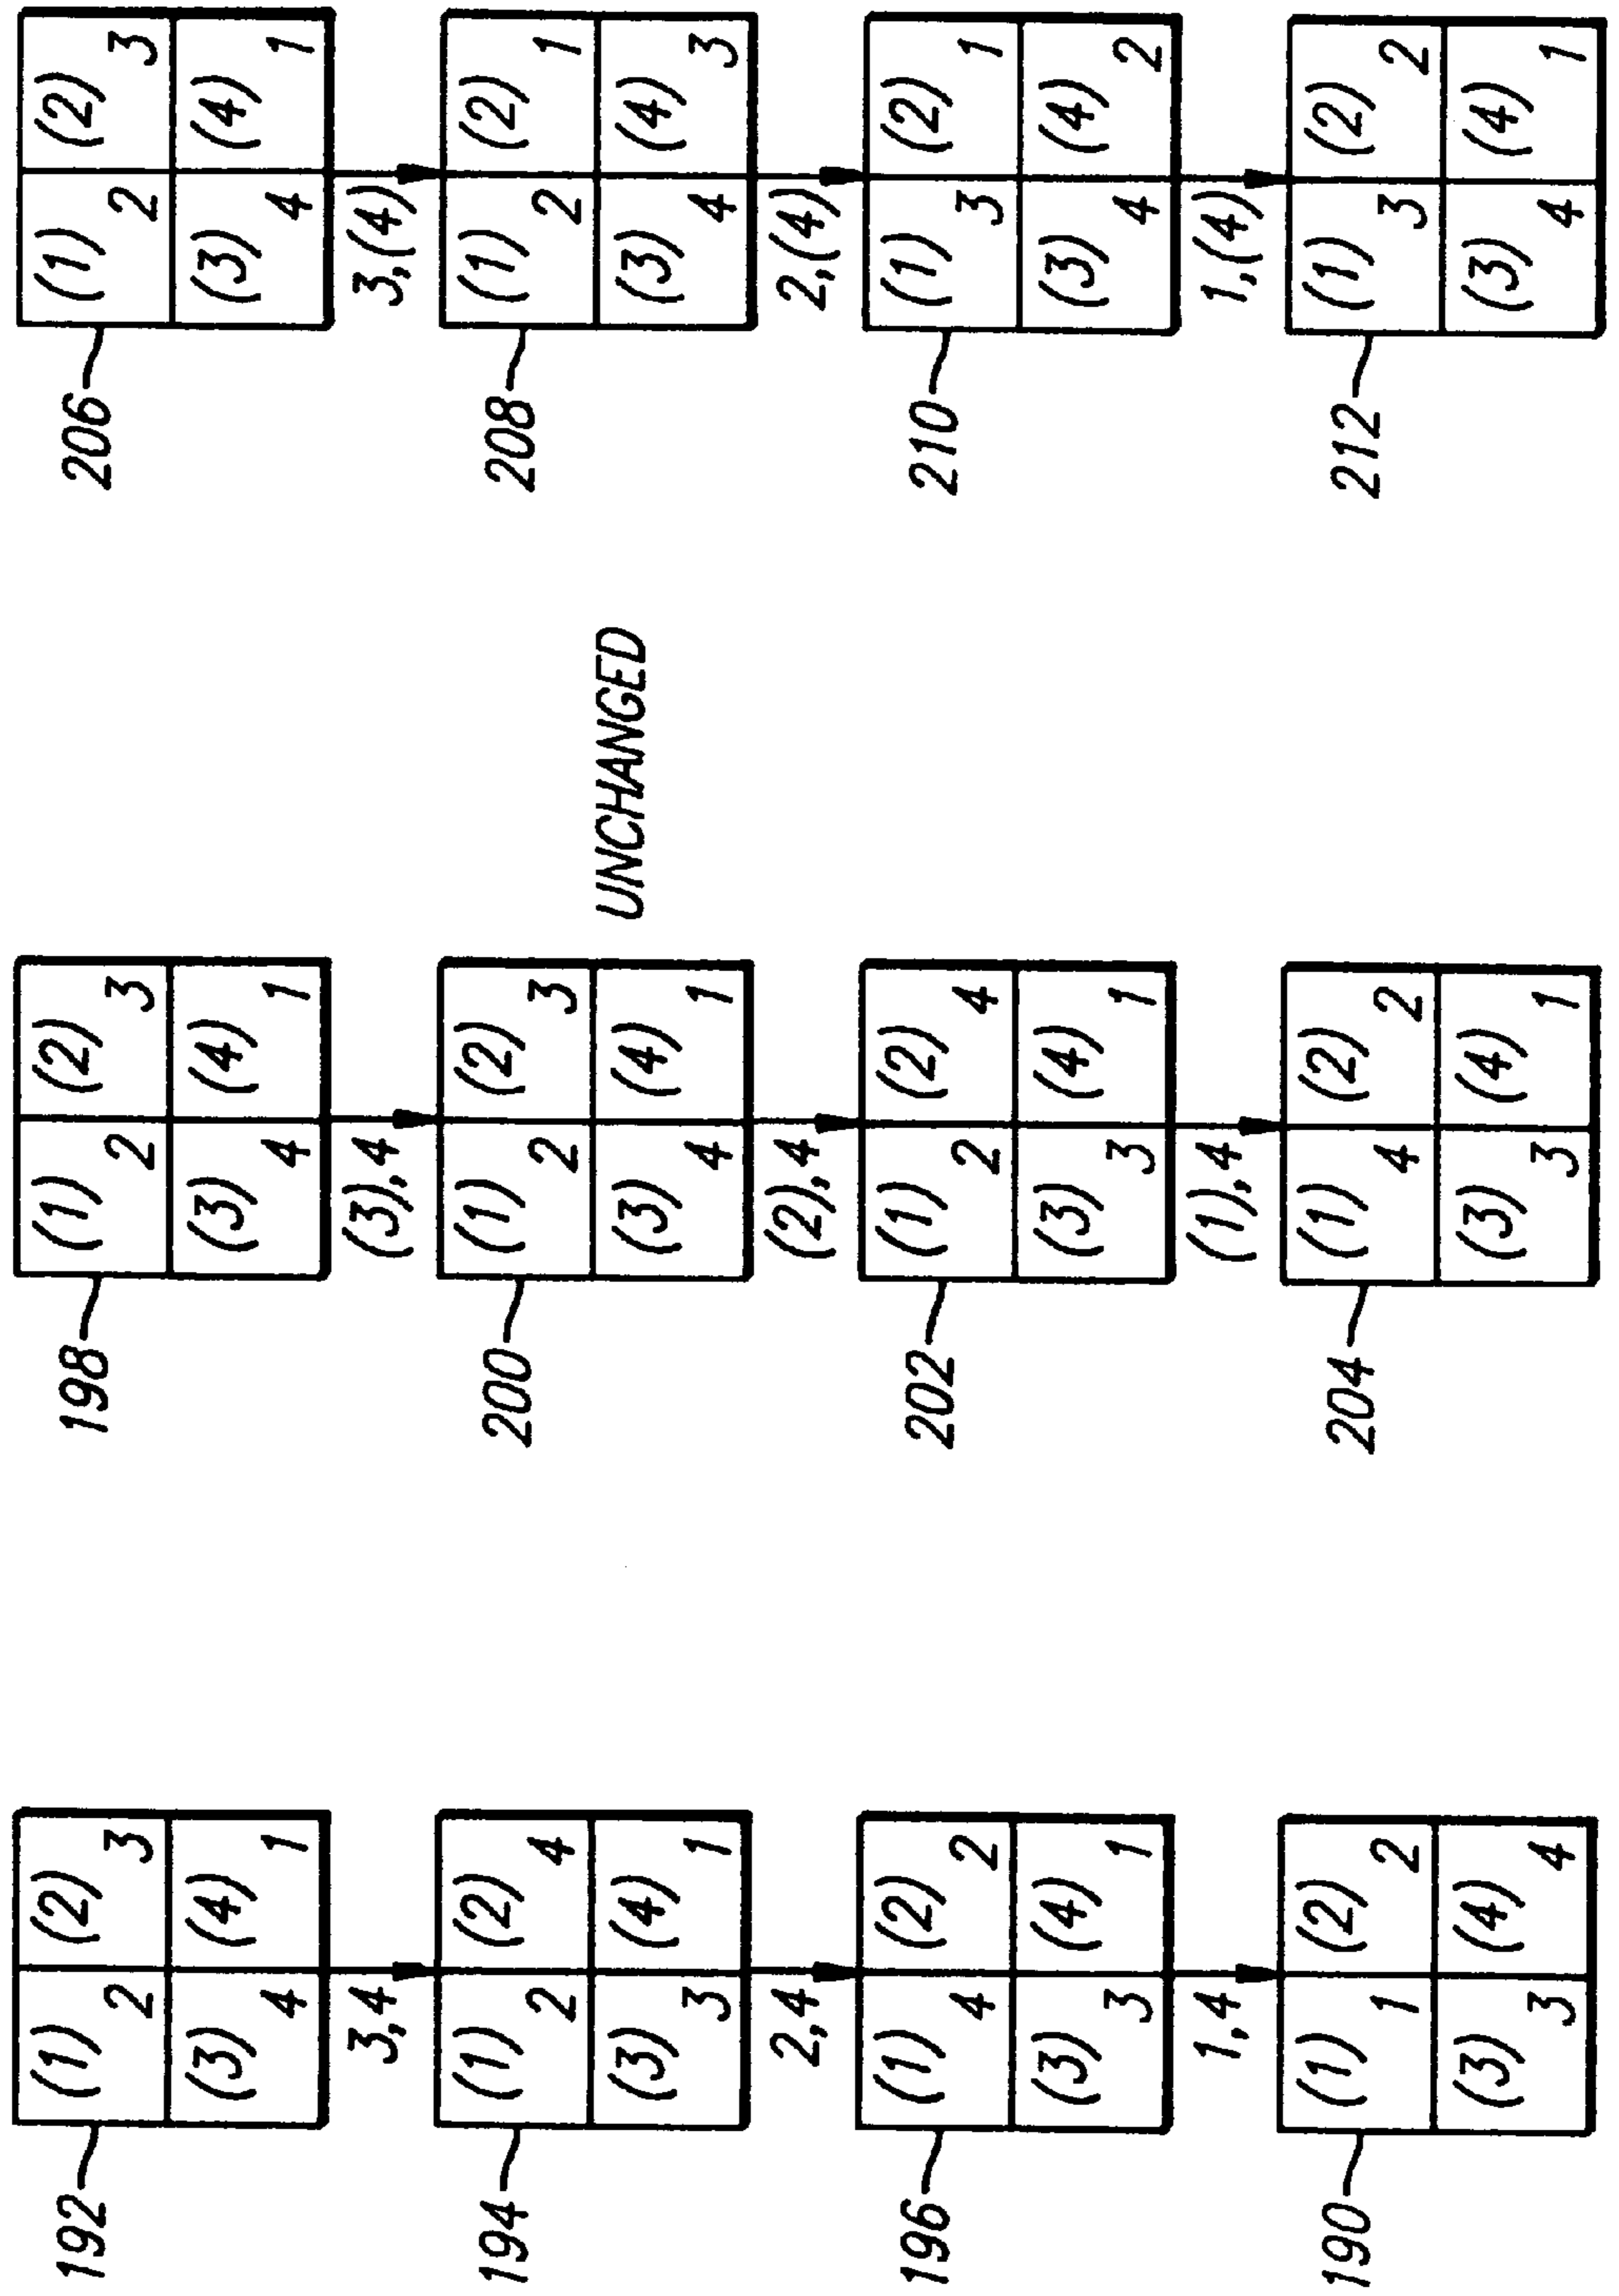 192 (1) (2) 198 (1) (2) 206 (1) (2)
2 3 2 3 2 3
(3) (4) (3) (4) (3) (4)
4 1 4 1 4 1
3,4 (3),4 3,(4)
194 (1) (2) 200 (1) (2) 208 (1) (2)
2 4 2 3 2 1
(3) (4) (3) (4) UNCHANGED (3) (4)
3 1 4 1 4 3
2,4 (2),4 2,(4)
196 (1) (2) 202 (1) (2) 210 (1) (2)
4 2 2 4 3 1
(3) (4) (3) (4) (3) (4)
3 1 3 1 4 2
1,4 (1),4 1,(4)
190 (1) (2) 204 (1) (2) 212 (1) (2)
1 2 4 2 3 2
(3) (4) (3) (4) (3) (4)
3 4 3 1 4 1